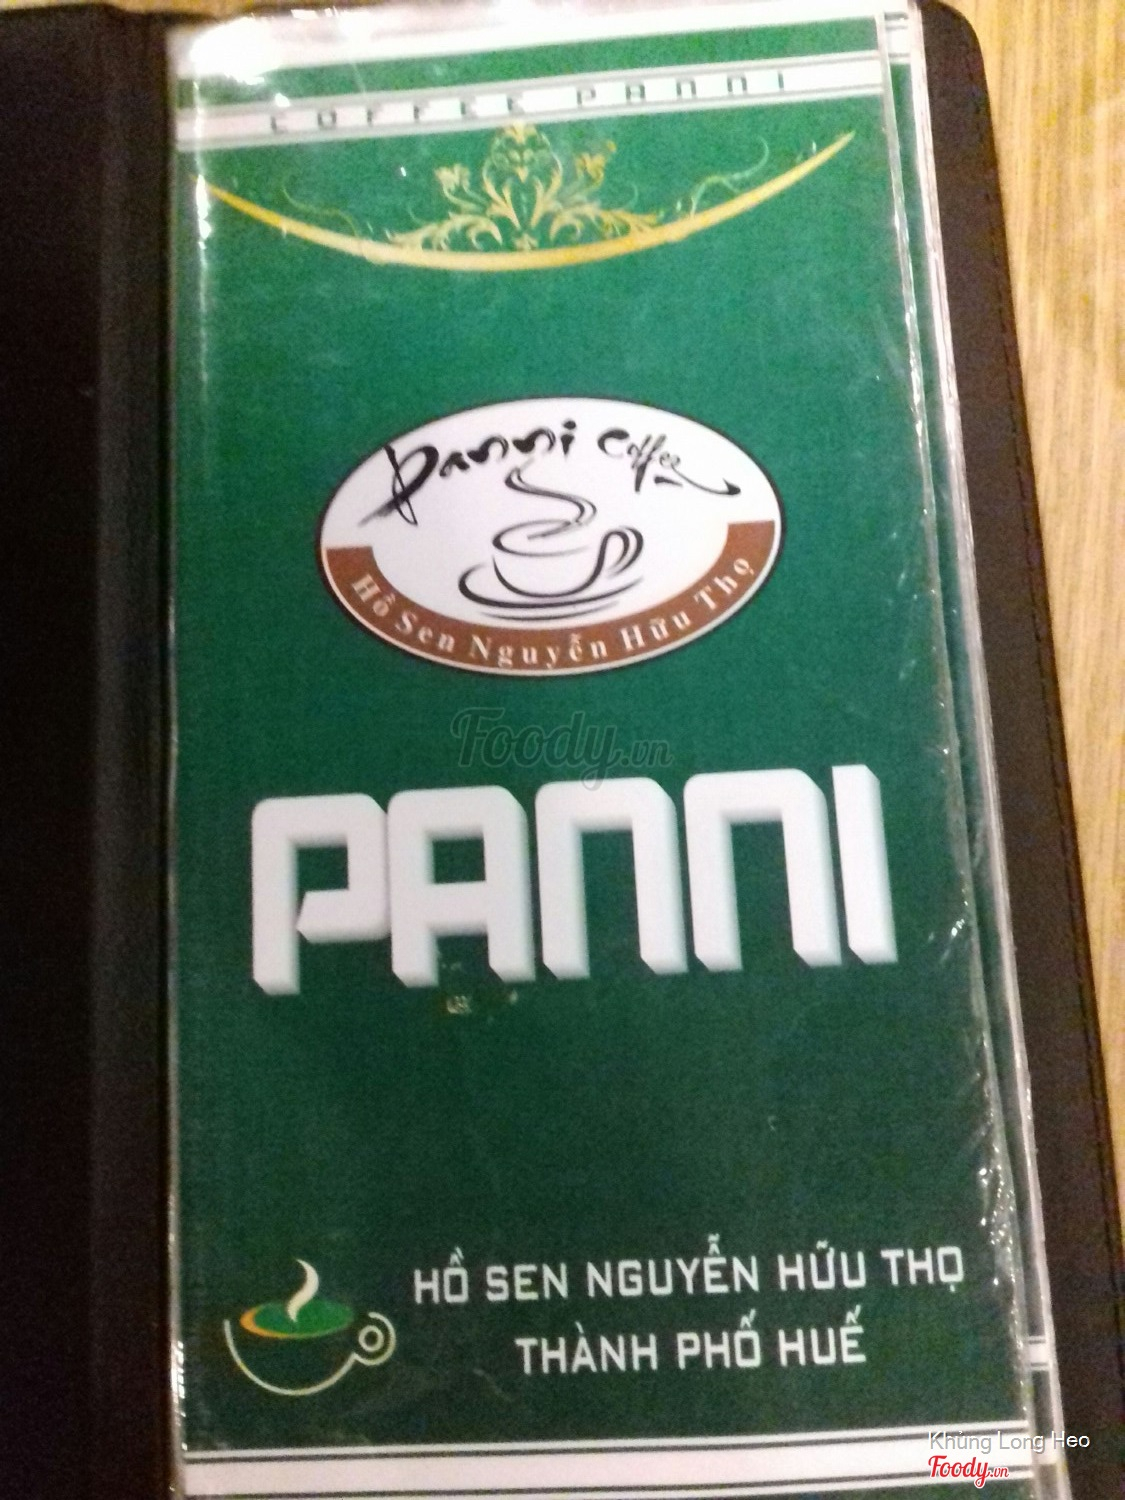 COFFEE PANNI
Panni Coffee
Hồ Sen Nguyễn Hữu Thọ
Foody.vn
PANNI
HỒ SEN NGUYỄN HỮU THỌ
THÀNH PHỐ HUẾ
Khủng Long Heo
Foody.vn